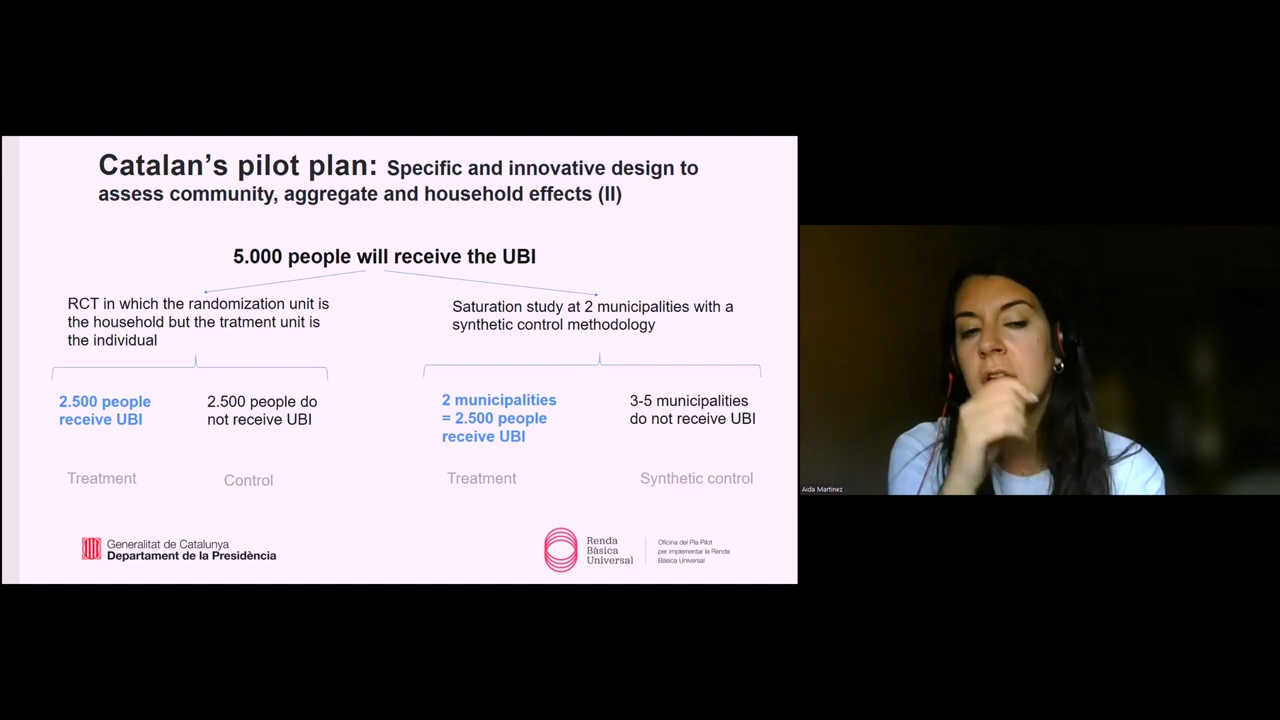 Catalan's pilot plan: Specific and innovative design to
assess community, aggregate and household effects (II)
5.000 people will receive the UBI
RCT in which the randomization unit is
the household but the tratment unit is
the individual
Saturation study at 2 municipalities with a
synthetic control methodology
2.500 people
receive UBI
2.500 people do
not receive UBI
2 municipalities
= 2.500 people
receive UBI
3-5 municipalities
do not receive UBI
Treatment
Control
Treatment
Synthetic control
Generalitat de Catalunya
Departament de la Presidència
Renda
Bàsica
Universal
Oficina del Pla Pilot
per implementar la Renda
Bàsica Universal
Aida Martinez